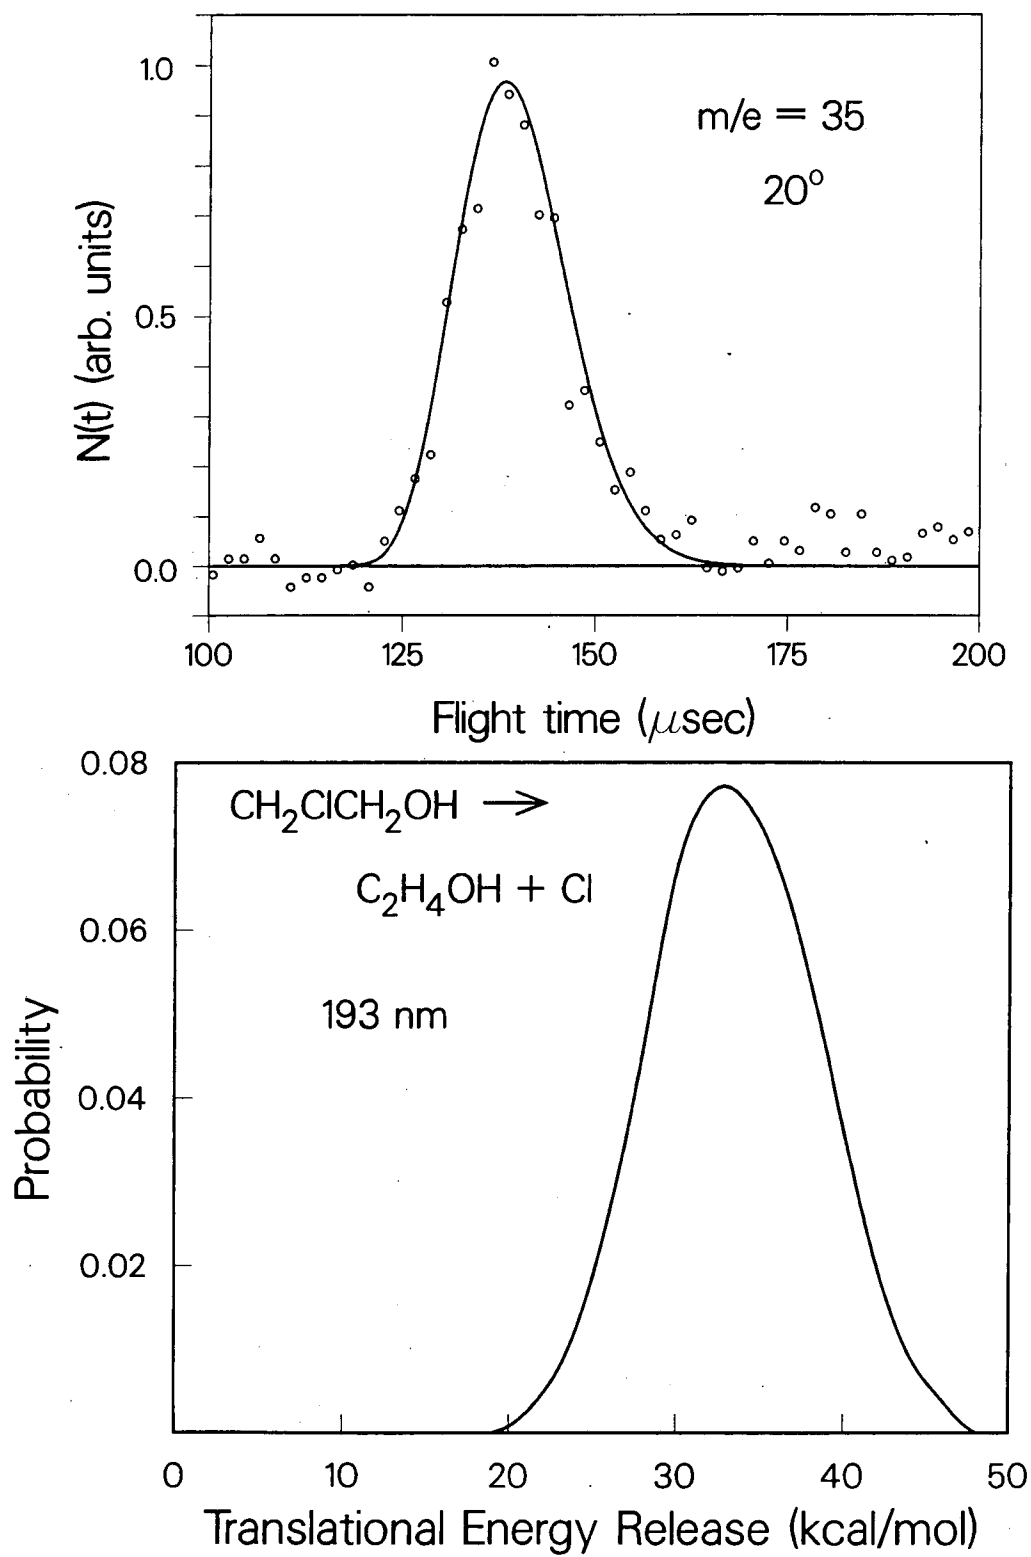 1.0
0.5
0.0
N(t) (arb. units)
m/e = 35
20°
100 125 150 175 200
Flight time (μsec)
0.08
0.06
0.04
0.02
Probability
CH₂ClCH₂OH →
C₂H₄OH + Cl
193 nm
0 10 20 30 40 50
Translational Energy Release (kcal/mol)